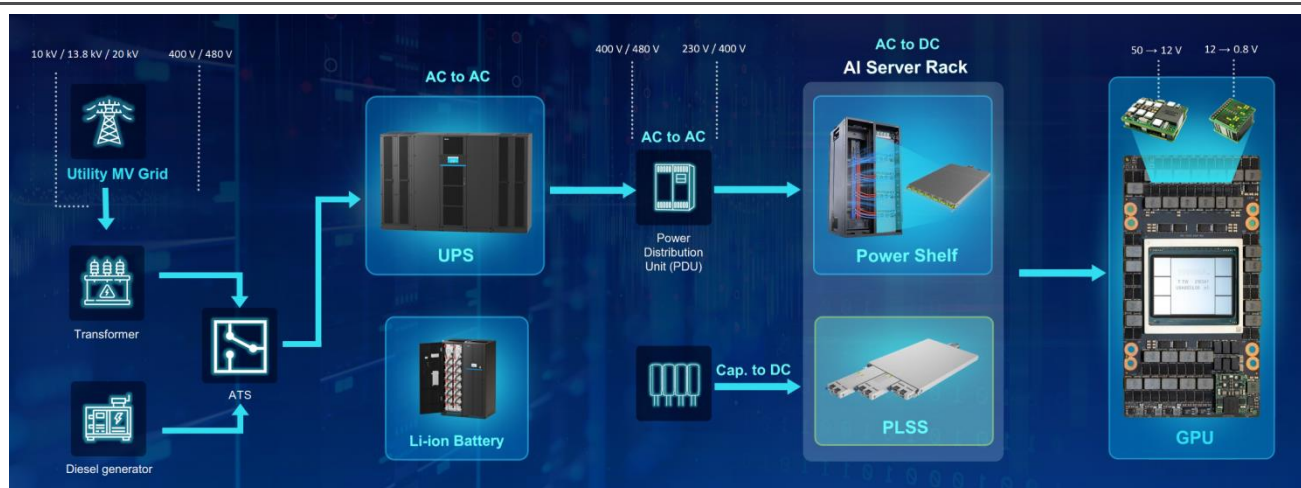 10 kV / 13.8 kV / 20 kV
400 V / 480 V
Utility MV Grid
Transformer
Diesel generator
ATS
AC to AC
UPS
Li-ion Battery
400 V / 480 V
230 V / 400 V
AC to AC
Power
Distribution
Unit (PDU)
Cap. to DC
AC to DC
AI Server Rack
Power Shelf
PLSS
50 → 12 V
12 → 0.8 V
GPU